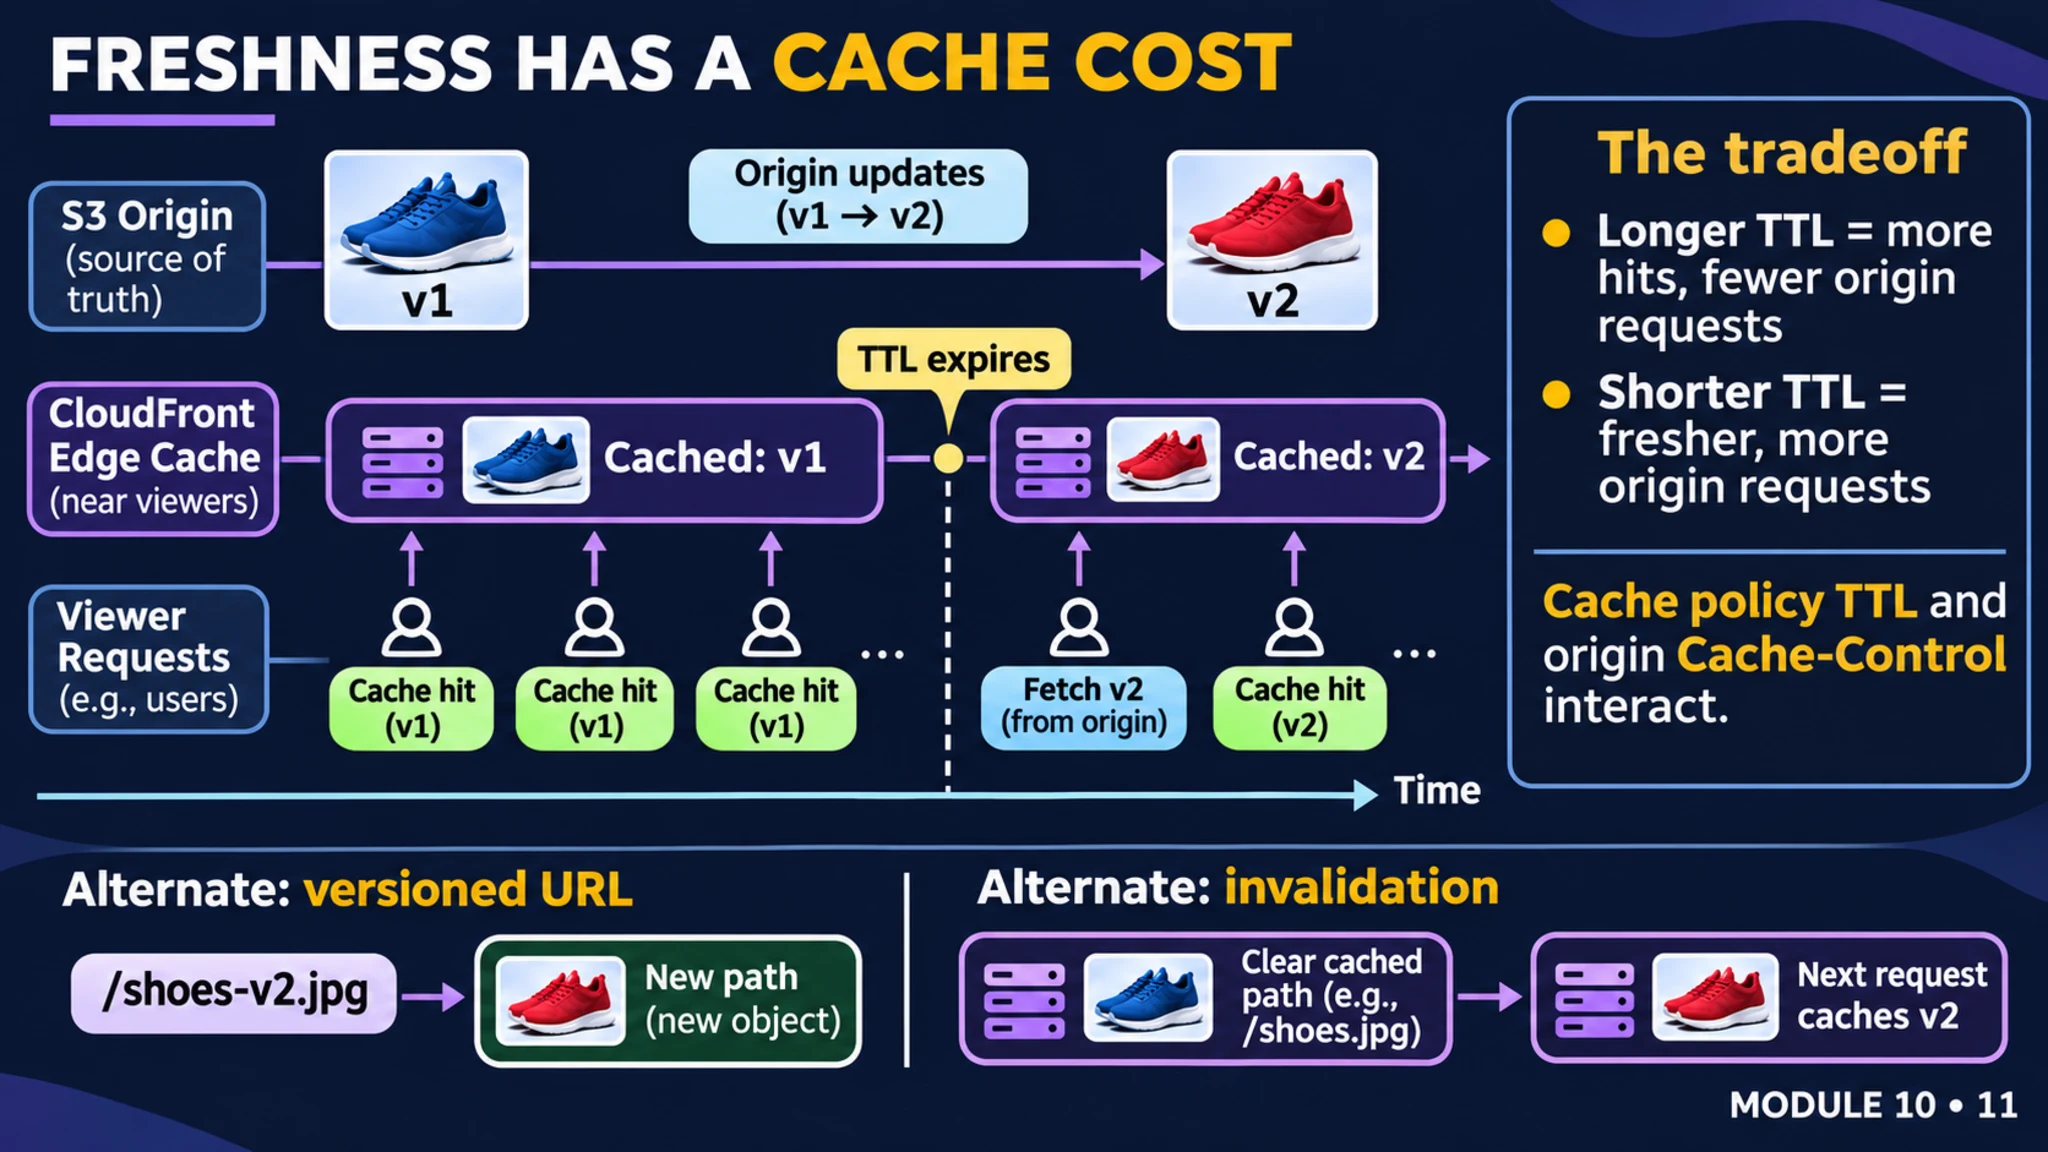 FRESHNESS HAS A CACHE COST
S3 Origin
(source of
truth)
v1
Origin updates
(v1 → v2)
v2
TTL expires
CloudFront
Edge Cache
(near viewers)
Cached: v1
Cached: v2
Viewer
Requests
(e.g., users)
Cache hit
(v1)
Cache hit
(v1)
Cache hit
(v1)
...
Fetch v2
(from origin)
Cache hit
(v2)
...
Time
The tradeoff
Longer TTL = more
hits, fewer origin
requests
Shorter TTL =
fresher, more
origin requests
Cache policy TTL and
origin Cache-Control
interact.
Alternate: versioned URL
/shoes-v2.jpg
New path
(new object)
Alternate: invalidation
Clear cached
path (e.g.,
/shoes.jpg)
Next request
caches v2
MODULE 10 • 11